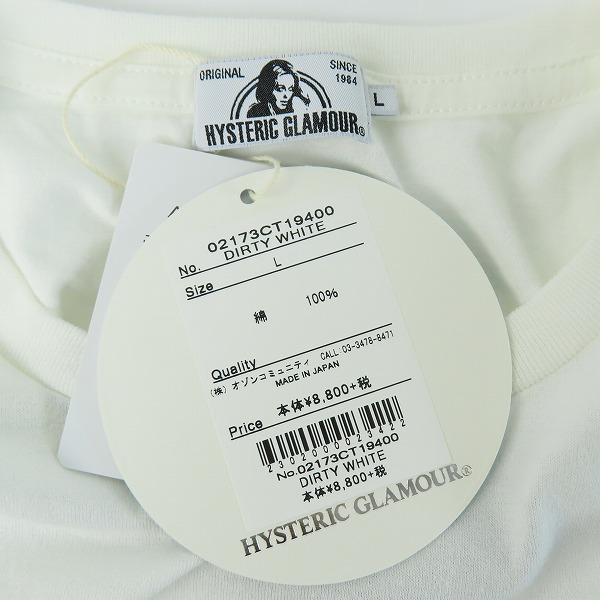 ORIGINAL SINCE 1984
HYSTERIC GLAMOUR®
L
No. 02173CT19400
DIRTY WHITE
Size L
綿 100%
Quality
(株)オゾンコミュニティ CALL:03-3478-8471
MADE IN JAPAN
Price 本体¥8,800+税
2302000023422
No.02173CT19400
DIRTY WHITE
本体¥8,800+税
HYSTERIC GLAMOUR®